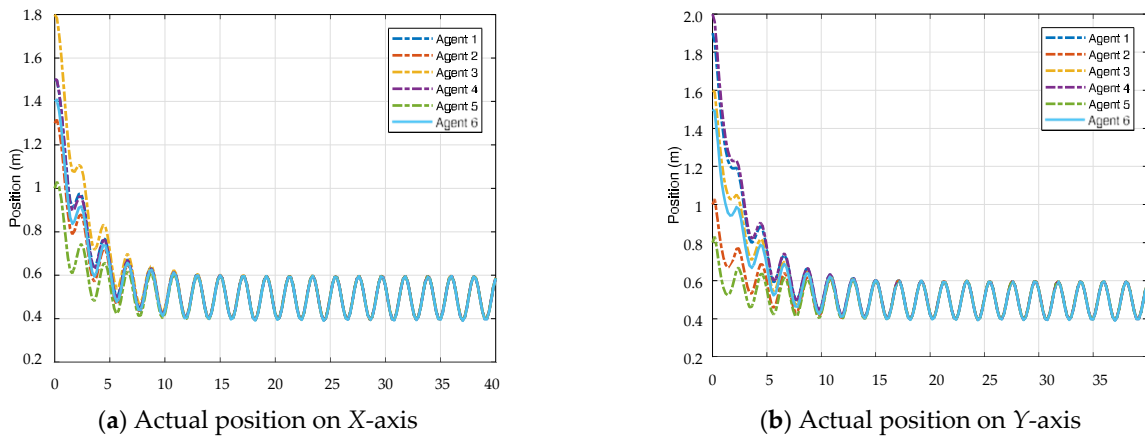 1.8
1.6
1.4
1.2
1
0.8
0.6
0.4
0.2
Position (m)
0 5 10 15 20 25 30 35 40
Agent 1
Agent 2
Agent 3
Agent 4
Agent 5
Agent 6
(a) Actual position on X-axis
2.0
1.8
1.6
1.4
1.2
1
0.8
0.6
0.4
0.2
Position (m)
0 5 10 15 20 25 30 35
Agent 1
Agent 2
Agent 3
Agent 4
Agent 5
Agent 6
(b) Actual position on Y-axis